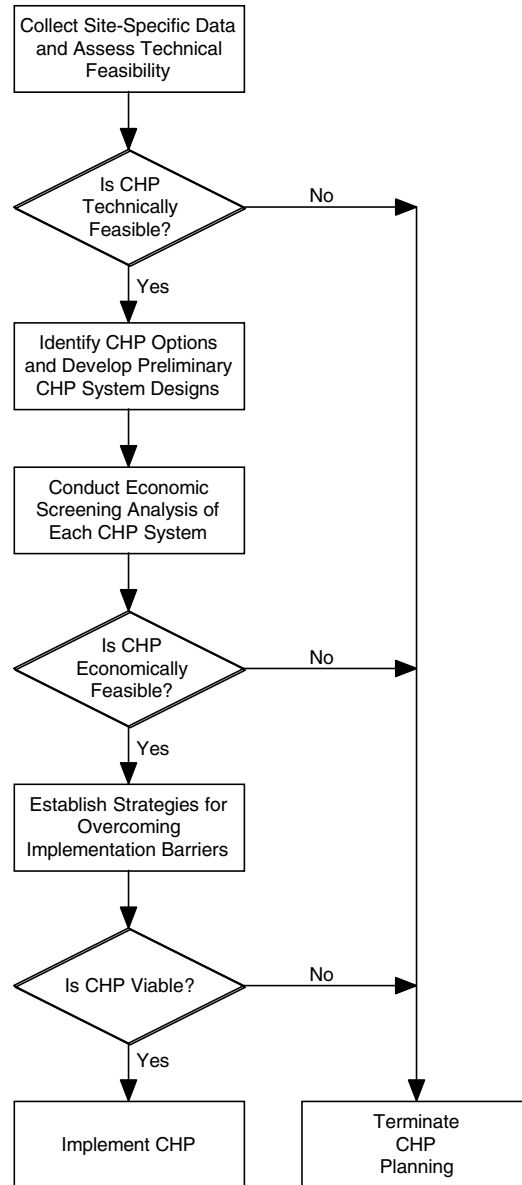 Collect Site-Specific Data
and Assess Technical
Feasibility
Is CHP
Technically
Feasible?
No
Yes
Identify CHP Options
and Develop Preliminary
CHP System Designs
Conduct Economic
Screening Analysis of
Each CHP System
Is CHP
Economically
Feasible?
No
Yes
Establish Strategies for
Overcoming
Implementation Barriers
Is CHP Viable?
No
Yes
Implement CHP
Terminate
CHP
Planning